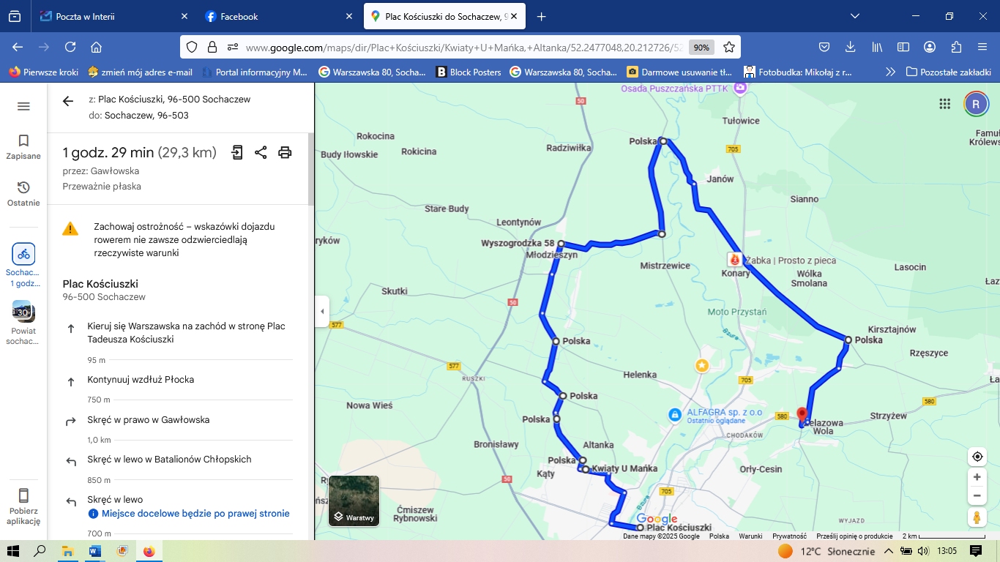 Poczta w Interii
Facebook
Plac Kościuszki do Sochaczew, 9
www.google.com/maps/dir/Plac+Kościuszki/Kwiaty+U+Mańka,+Altanka/52.2477048,20.212726/52
90%
Pierwsze kroki
zmień mój adres e-mail
Portal informacyjny M...
Warszawska 80, Socha...
Block Posters
Warszawska 80, Socha...
Darmowe usuwanie tł...
Fotobudka: Mikołaj z r...
Pozostałe zakładki
Zapisane
Ostatnie
Sochac...
1 godz...
30
Powiat
sochac...
Pobierz
aplikację
z: Plac Kościuszki, 96-500 Sochaczew
do: Sochaczew, 96-503
1 godz. 29 min (29,3 km)
przez: Gawłowska
Przeważnie płaska
Zachowaj ostrożność – wskazówki dojazdu
rowerem nie zawsze odzwierciedlają
rzeczywiste warunki
Plac Kościuszki
96-500 Sochaczew
Kieruj się Warszawska na zachód w stronę Plac
Tadeusza Kościuszki
95 m
Kontynuuj wzdłuż Płocka
750 m
Skręć w prawo w Gawłowska
1,0 km
Skręć w lewo w Batalionów Chłopskich
850 m
Skręć w lewo
Miejsce docelowe będzie po prawej stronie
700 m
Osada Puszczańska PTTK
R
50
Tułowice
Famuł
Królews
Rokocina
Polska
Radziwiłka
Budy Iłowskie
Rokicina
705
Janów
Sianno
Stare Budy
Leontynów
ryków
Wyszogrodzka 58
Młodzieszyn
Mistrzewice
Żabka | Prosto z pieca
Konary
Wólka
Smolana
Lasocin
Łaz
Skutki
50
Moto Przystań
577
Bzura
Kirsztajnów
Polska
Polska
Rzęszyce
577
RUSZKI
Helenka
705
Ła
Nowa Wieś
Polska
580
Polska
ALFAGRA sp. z o.o
Ostatnio oglądane
580
Strzyżew
Żelazowa
Wola
CHODAKÓW
Bronisławy
Altanka
Polska
Kwiaty U Mańka
Orły-Cesin
Kąty
50
705
Bzura
Warstwy
Ćmiszew
Rybnowski
Google
Plac Kościuszki
WYJAZD
Dane mapy ©2025 Google
Polska
Warunki
Prywatność
Prześlij opinię o produkcie
2 km
12°C Słonecznie
13:05